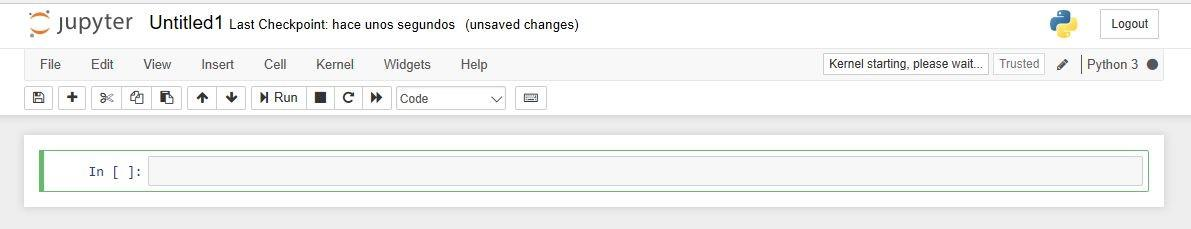 jupyter Untitled1 Last Checkpoint: hace unos segundos (unsaved changes) Logout
File Edit View Insert Cell Kernel Widgets Help Kernel starting, please wait... Trusted Python 3
Run Code
In [ ]: